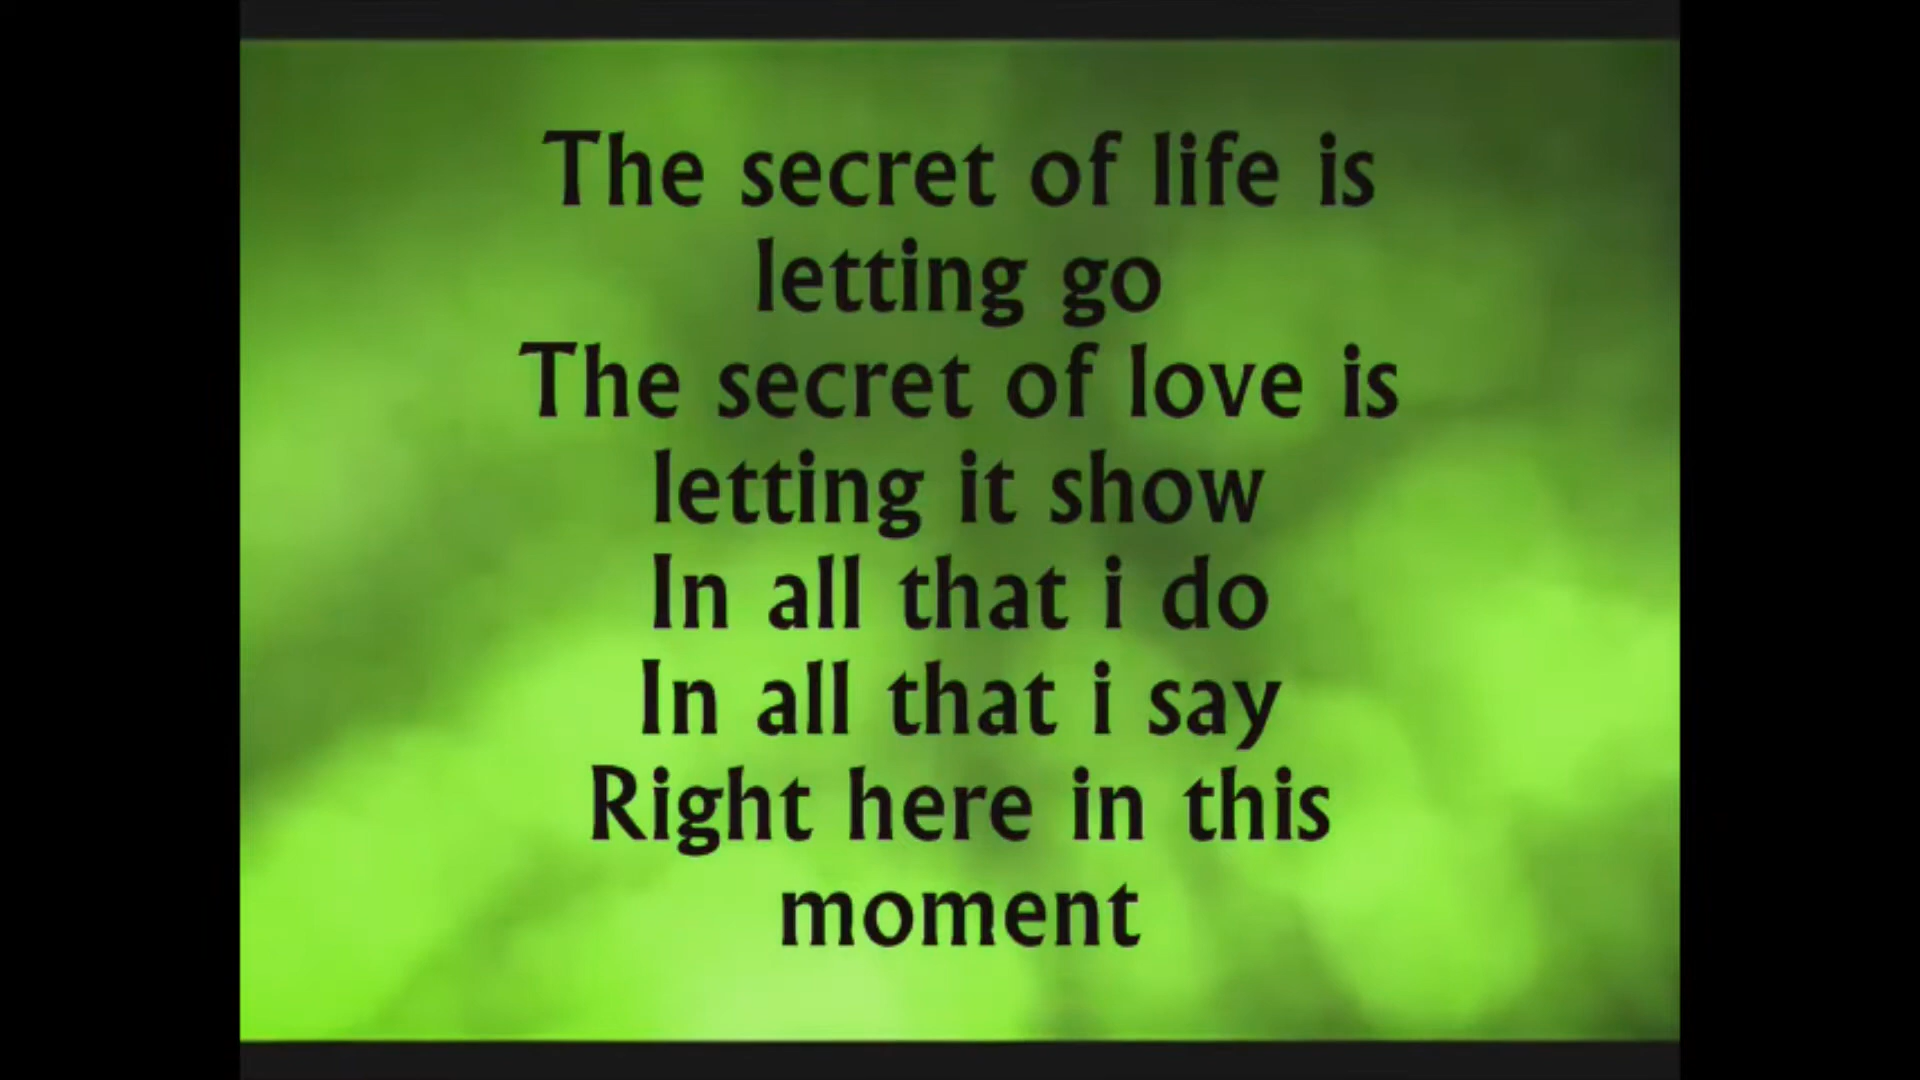 The secret of life is
letting go
The secret of love is
letting it show
In all that i do
In all that i say
Right here in this
moment